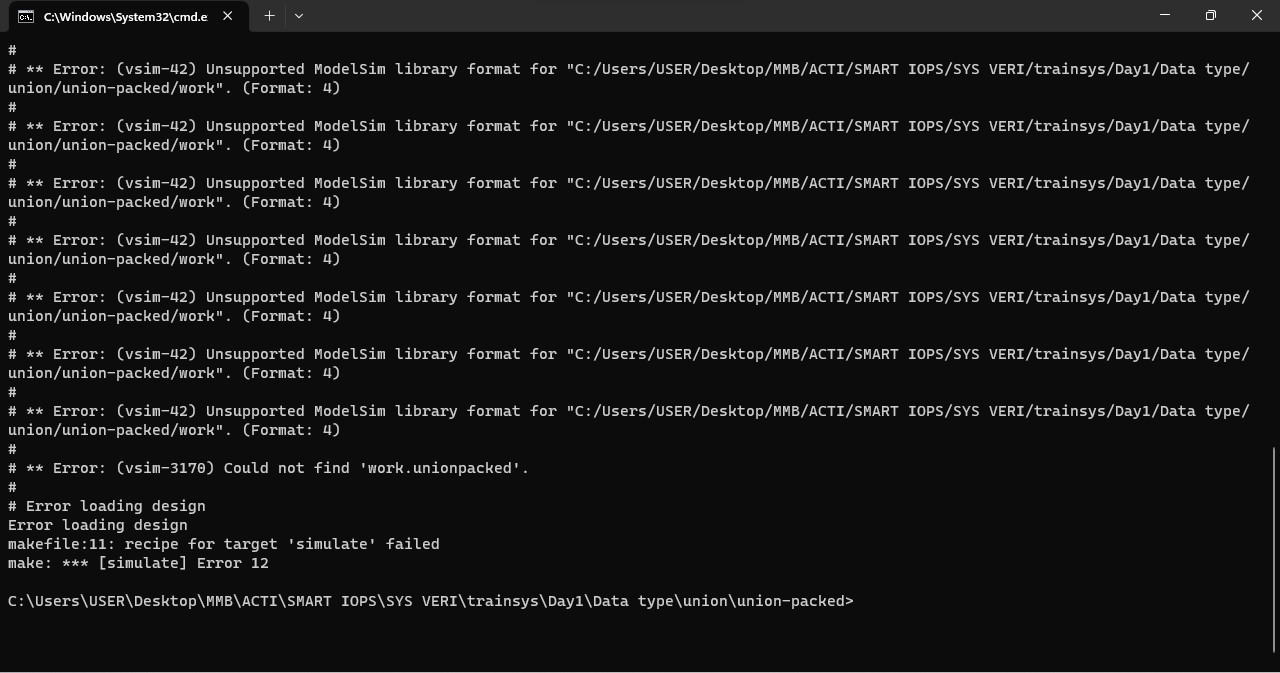 C:\Windows\System32\cmd.e
#
# ** Error: (vsim-42) Unsupported ModelSim library format for "C:/Users/USER/Desktop/MMB/ACTI/SMART IOPS/SYS VERI/trainsys/Day1/Data type/
union/union-packed/work". (Format: 4)
#
# ** Error: (vsim-42) Unsupported ModelSim library format for "C:/Users/USER/Desktop/MMB/ACTI/SMART IOPS/SYS VERI/trainsys/Day1/Data type/
union/union-packed/work". (Format: 4)
#
# ** Error: (vsim-42) Unsupported ModelSim library format for "C:/Users/USER/Desktop/MMB/ACTI/SMART IOPS/SYS VERI/trainsys/Day1/Data type/
union/union-packed/work". (Format: 4)
#
# ** Error: (vsim-42) Unsupported ModelSim library format for "C:/Users/USER/Desktop/MMB/ACTI/SMART IOPS/SYS VERI/trainsys/Day1/Data type/
union/union-packed/work". (Format: 4)
#
# ** Error: (vsim-42) Unsupported ModelSim library format for "C:/Users/USER/Desktop/MMB/ACTI/SMART IOPS/SYS VERI/trainsys/Day1/Data type/
union/union-packed/work". (Format: 4)
#
# ** Error: (vsim-42) Unsupported ModelSim library format for "C:/Users/USER/Desktop/MMB/ACTI/SMART IOPS/SYS VERI/trainsys/Day1/Data type/
union/union-packed/work". (Format: 4)
#
# ** Error: (vsim-42) Unsupported ModelSim library format for "C:/Users/USER/Desktop/MMB/ACTI/SMART IOPS/SYS VERI/trainsys/Day1/Data type/
union/union-packed/work". (Format: 4)
#
# ** Error: (vsim-3170) Could not find 'work.unionpacked'.
#
# Error loading design
Error loading design
makefile:11: recipe for target 'simulate' failed
make: *** [simulate] Error 12
C:\Users\USER\Desktop\MMB\ACTI\SMART IOPS\SYS VERI\trainsys\Day1\Data type\union\union-packed>